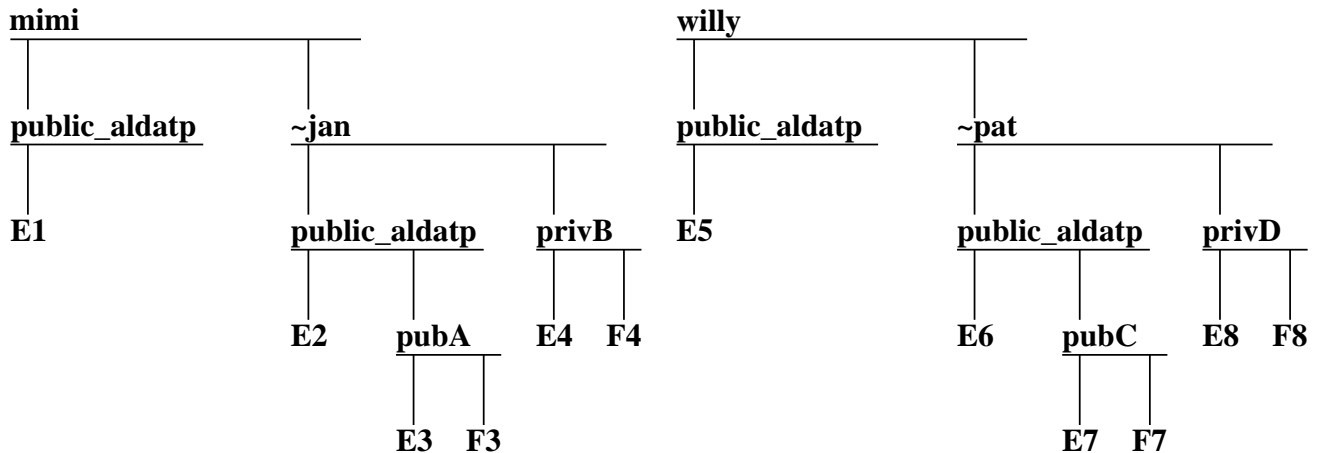 mimi willy
public_aldatp ~jan public_aldatp ~pat
E1 public_aldatp privB E5 public_aldatp privD
E2 pubA E4 F4 E6 pubC E8 F8
E3 F3 E7 F7